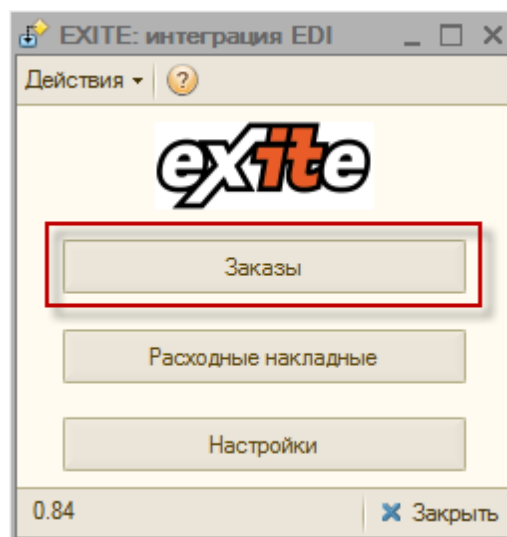 EXITE: интеграция EDI
Действия
?
exite
Заказы
Расходные накладные
Настройки
0.84 Закрыть